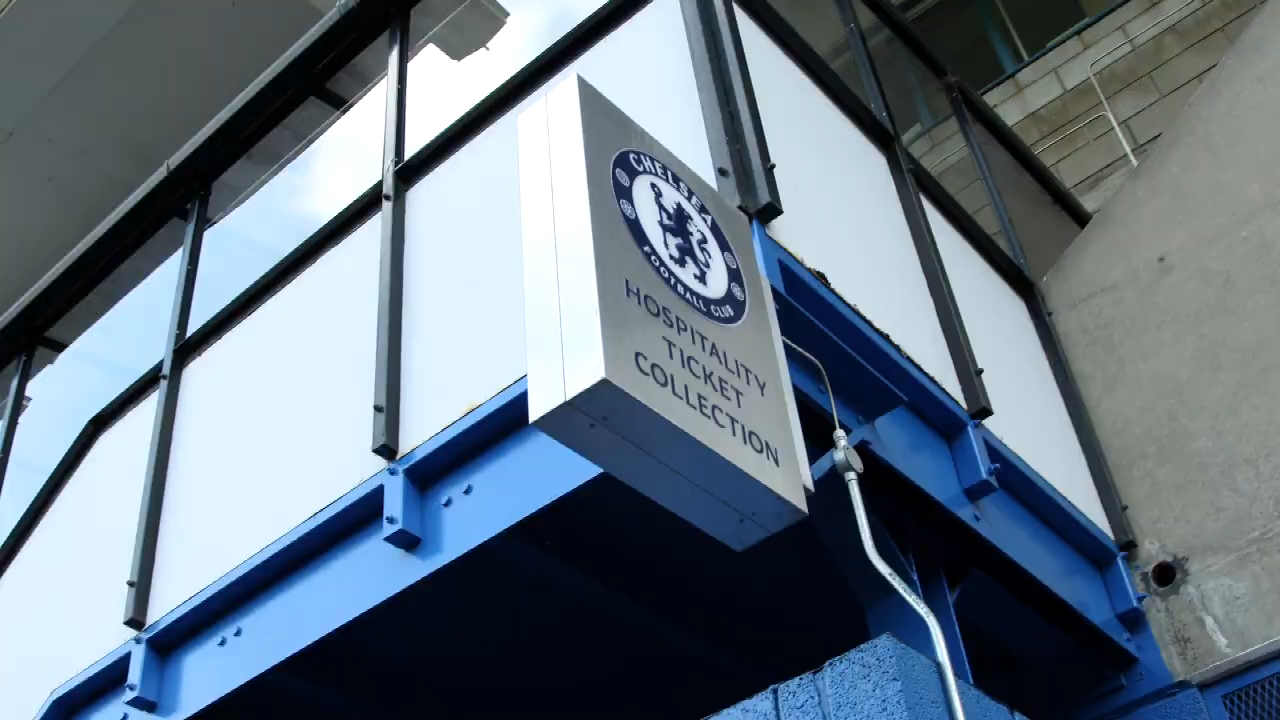 CHELSEA
FOOTBALL CLUB
HOSPITALITY
TICKET
COLLECTION